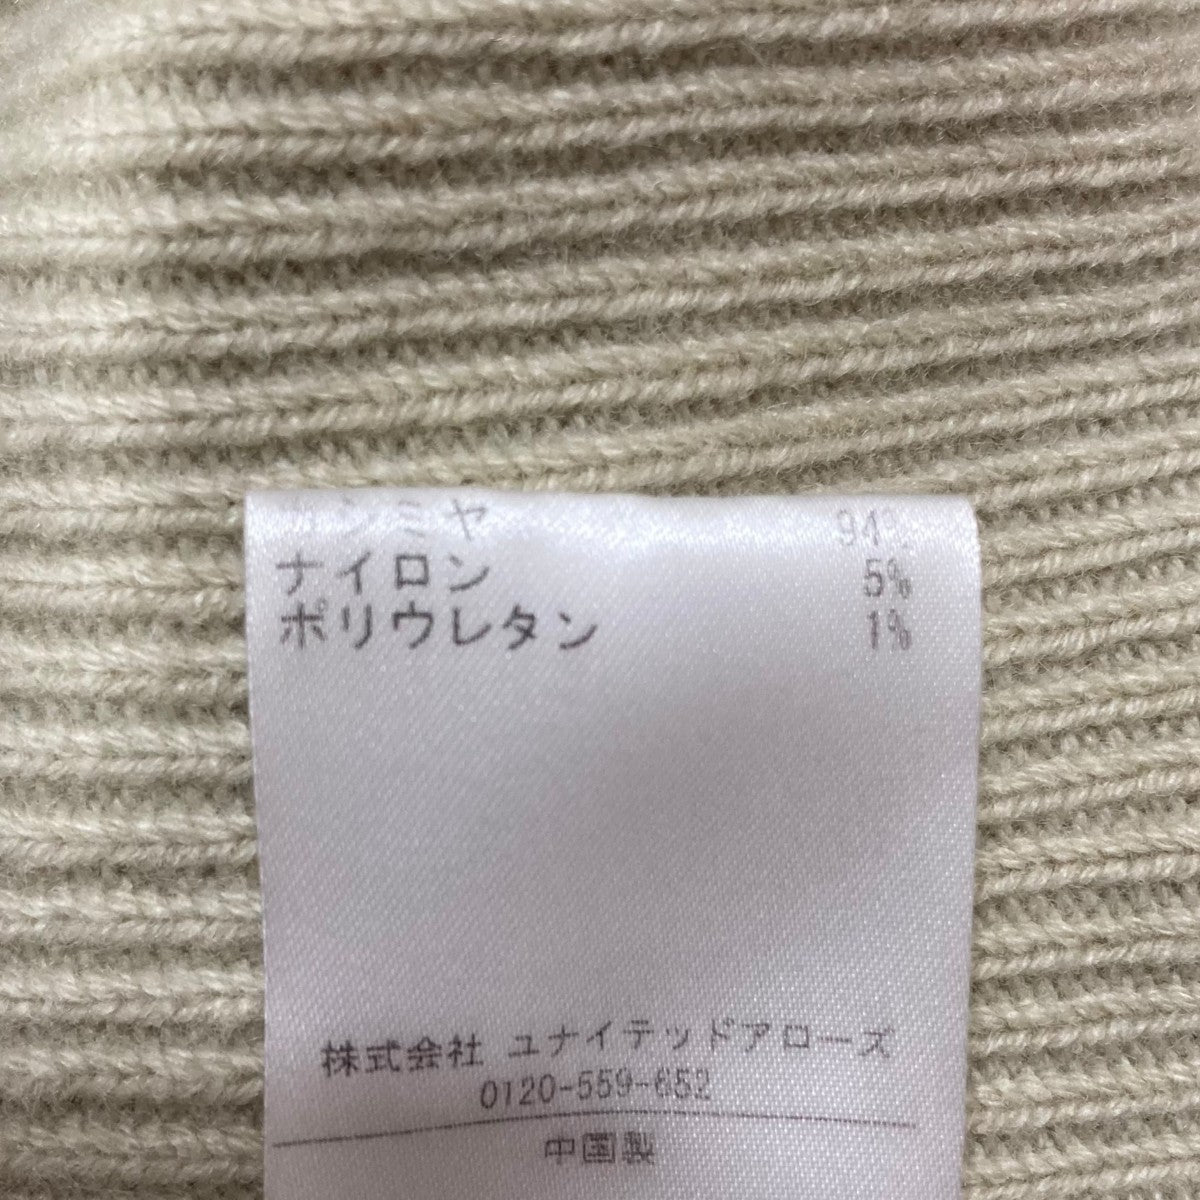 カシミヤ 94%
ナイロン 5%
ポリウレタン 1%
株式会社 ユナイテッドアローズ
0120-559-652
中国製